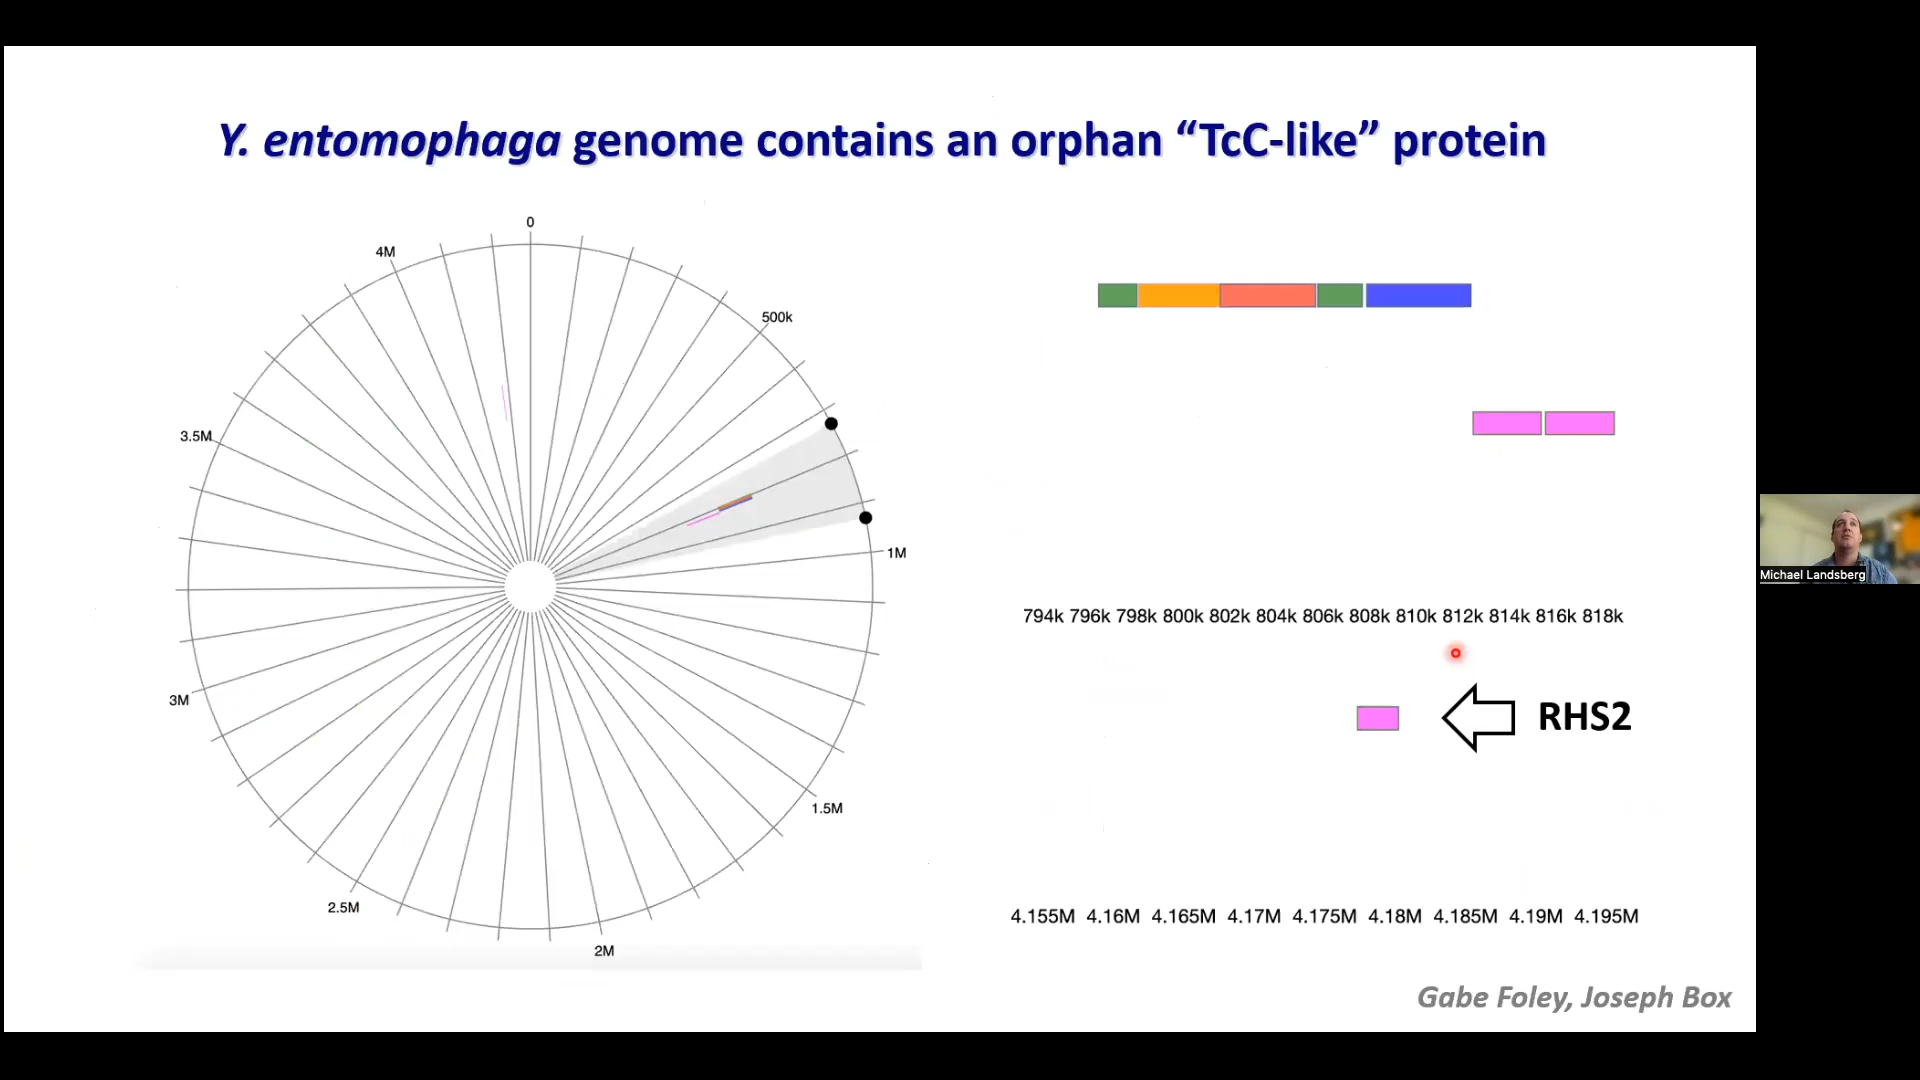 Y. entomophaga genome contains an orphan “TcC-like” protein
0
4M
500k
3.5M
1M
3M
1.5M
2.5M
2M
794k 796k 798k 800k 802k 804k 806k 808k 810k 812k 814k 816k 818k
RHS2
4.155M 4.16M 4.165M 4.17M 4.175M 4.18M 4.185M 4.19M 4.195M
Gabe Foley, Joseph Box
Michael Landsberg